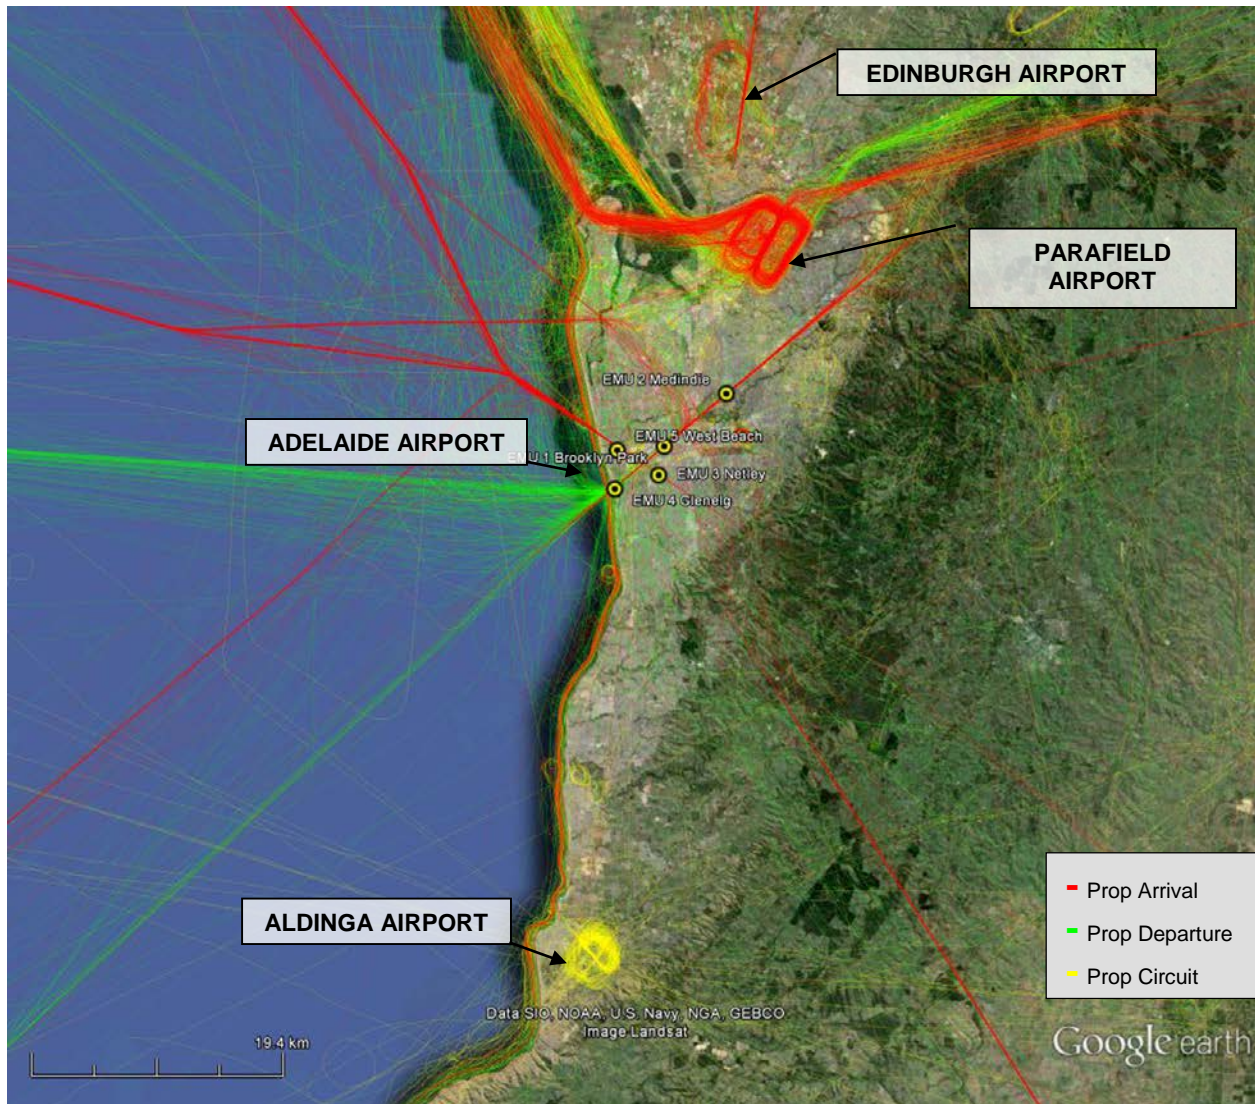 EDINBURGH AIRPORT
PARAFIELD
AIRPORT
EMU 2 Medindie
ADELAIDE AIRPORT
EMU 5 West Beach
EMU 1 Brooklyn Park
EMU 3 Netley
EMU 4 Glenelg
Prop Arrival
ALDINGA AIRPORT
Prop Departure
Prop Circuit
Data SIO, NOAA, U.S. Navy, NGA, GEBCO
Image Landsat
19.4 km
Google earth